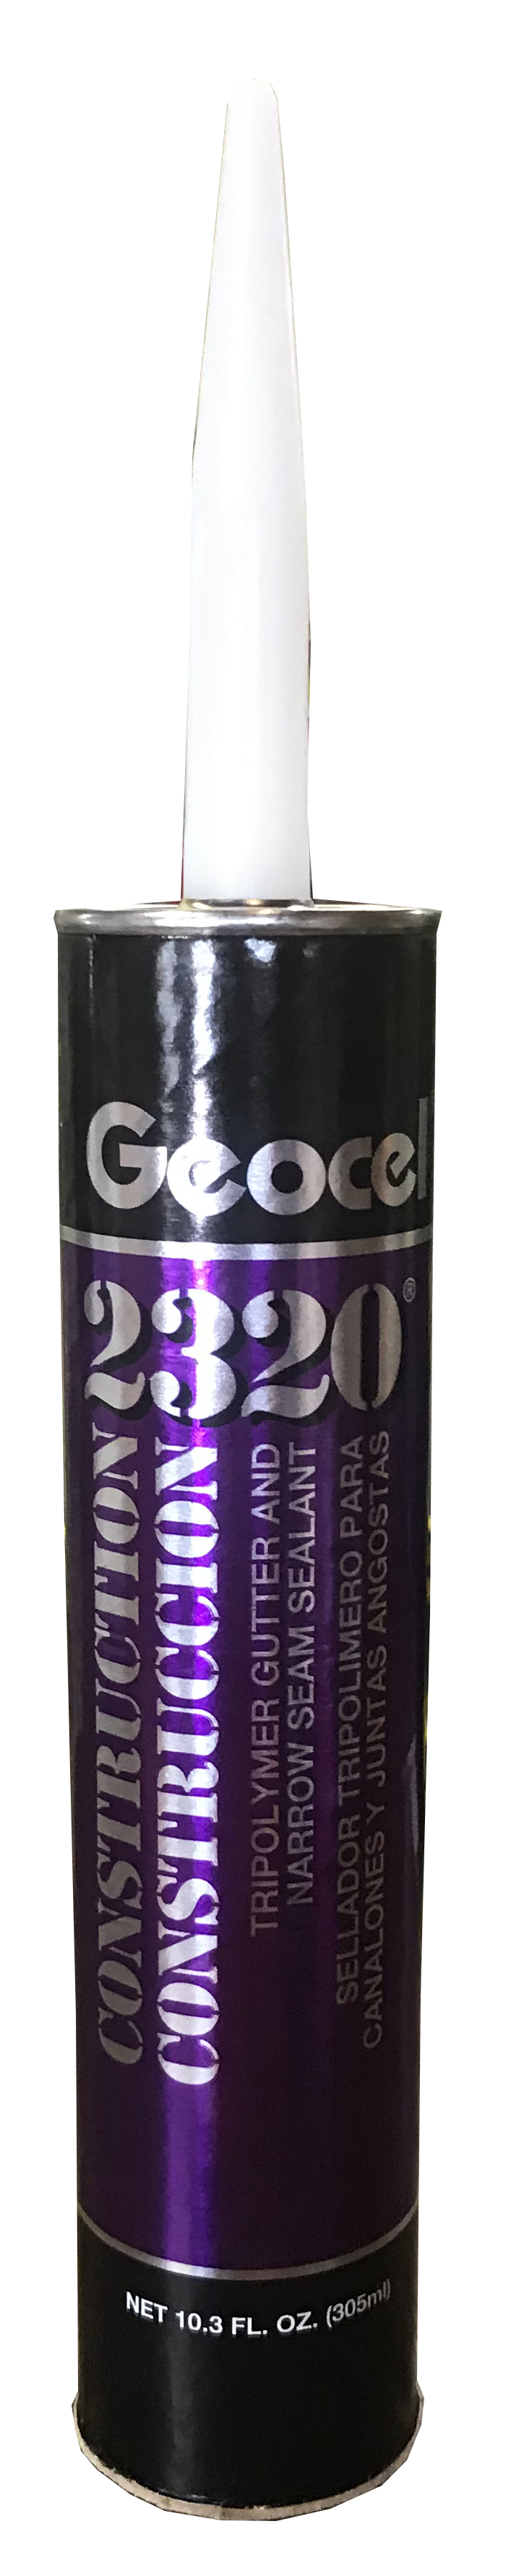 Geocel
2320®
CONSTRUCTION
CONSTRUCCION
TRIPOLYMER GUTTER AND
NARROW SEAM SEALANT
SELLADOR TRIPOLIMERO PARA
CANALONES Y JUNTAS ANGOSTAS
NET 10.3 FL. OZ. (305ml)